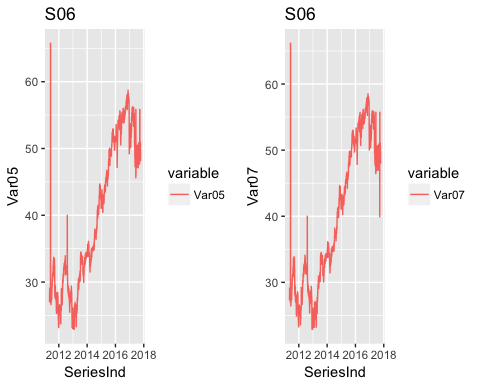 S06
60
50
40
30
Var05
2012 2014 2016 2018
SeriesInd
variable
Var05
S06
60
50
40
30
Var07
2012 2014 2016 2018
SeriesInd
variable
Var07